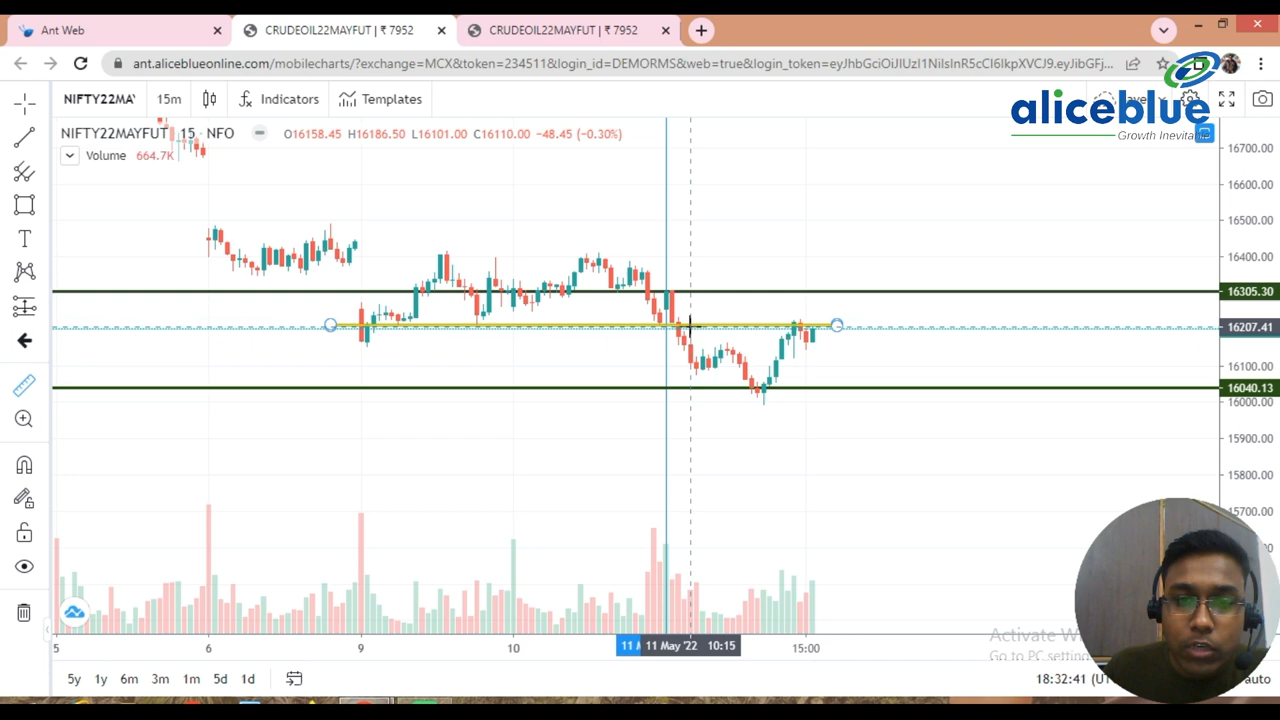 Ant Web
CRUDEOIL22MAYFUT | ₹ 7952
CRUDEOIL22MAYFUT | ₹ 7952
ant.aliceblueonline.com/mobilecharts/?exchange=MCX&token=234511&login_id=DEMORMS&web=true&login_token=eyJhbGciOiJIUzI1NiIsInR5cCI6IkpXVCJ9.eyJibGFj...
NIFTY22MAY
15m
Indicators
Templates
aliceblue
Growth Inevitable
NIFTY22MAYFUT · 15 · NFO
O16158.45 H16186.50 L16101.00 C16110.00 −48.45 (−0.30%)
Volume 664.7K
16700.00
16600.00
16500.00
16400.00
16305.30
16207.41
16100.00
16040.13
16000.00
15900.00
15800.00
15700.00
5
6
9
10
11 M
11 May '22 10:15
15:00
Activate W
Go to PC setting
5y
1y
6m
3m
1m
5d
1d
18:32:41 (U
auto